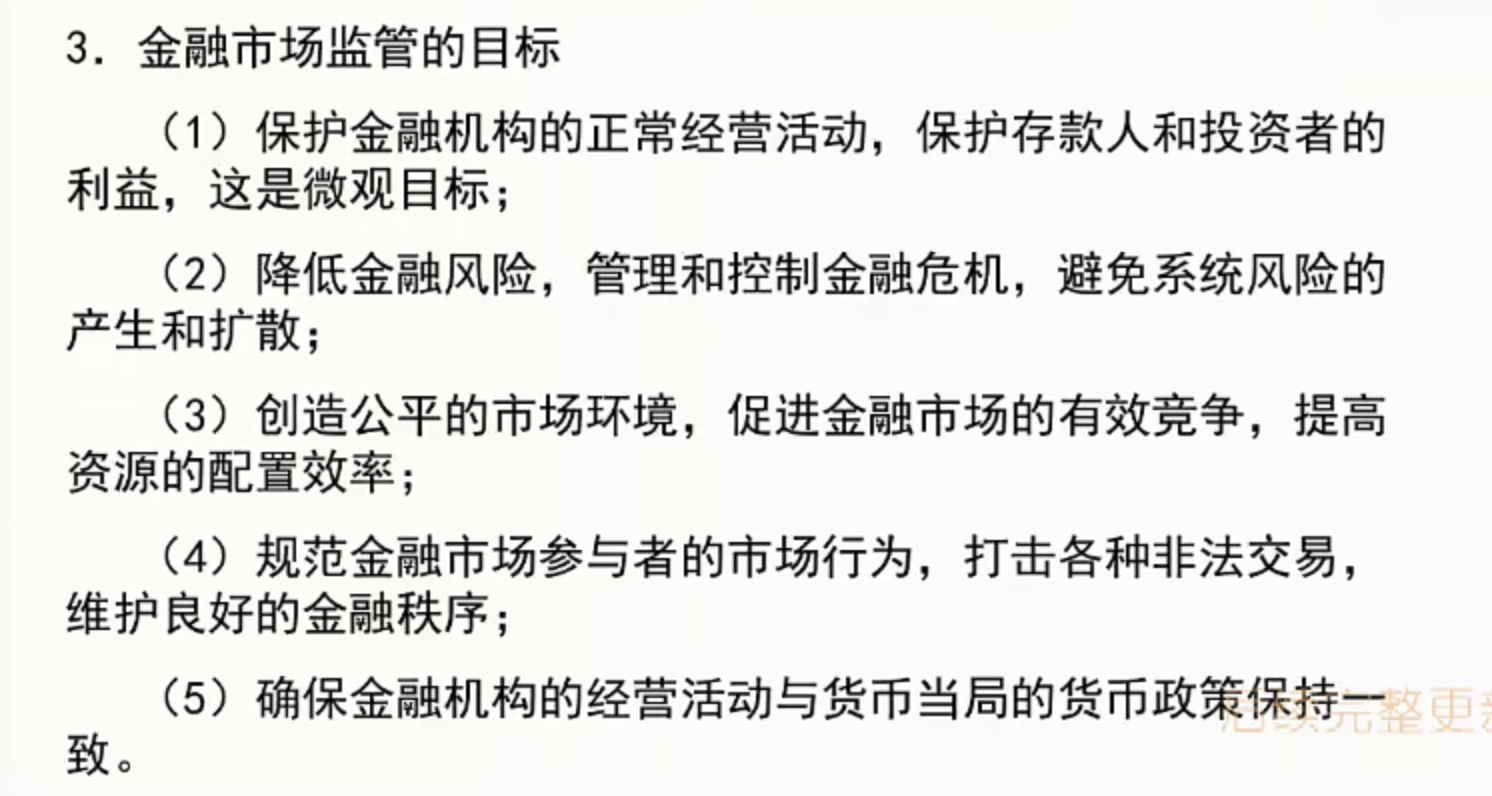 3. 金融市场监管的目标
（1）保护金融机构的正常经营活动，保护存款人和投资者的
利益，这是微观目标；
（2）降低金融风险，管理和控制金融危机，避免系统风险的
产生和扩散；
（3）创造公平的市场环境，促进金融市场的有效竞争，提高
资源的配置效率；
（4）规范金融市场参与者的市场行为，打击各种非法交易，
维护良好的金融秩序；
（5）确保金融机构的经营活动与货币当局的货币政策保持一
致。
后续完整更新